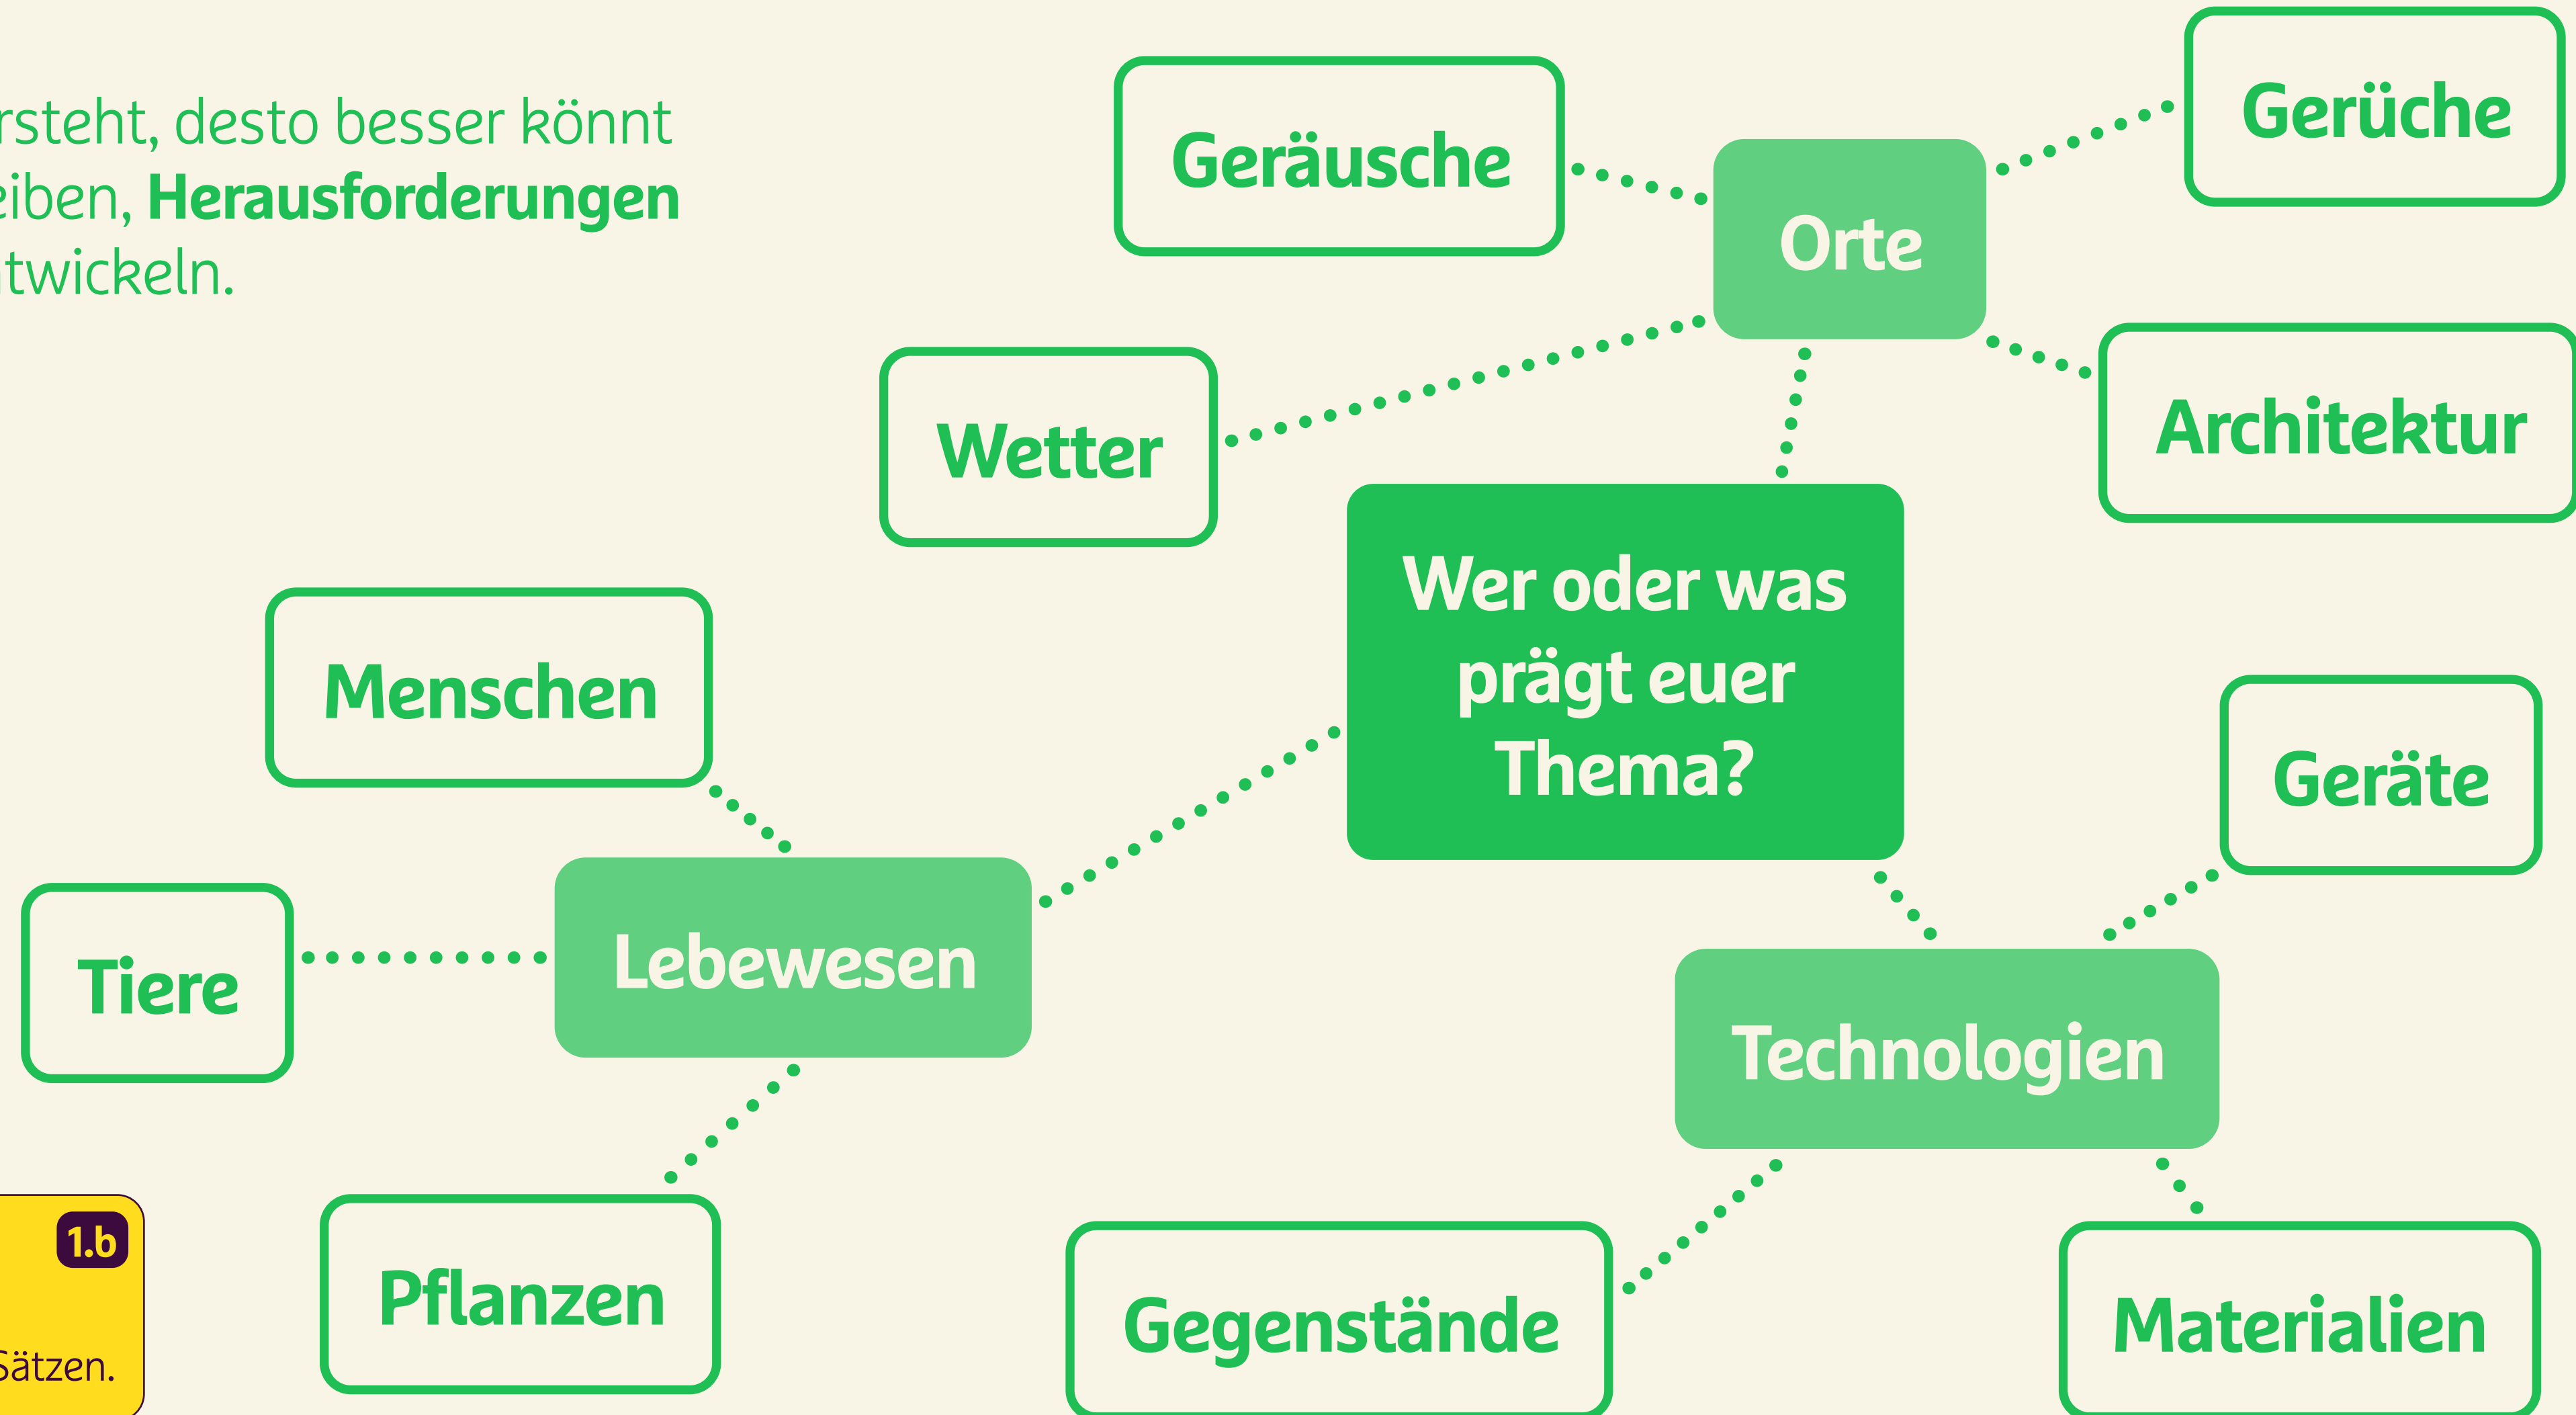 rsteht, desto besser könnt
eiben, Herausforderungen
twickeln.
Geräusche
Gerüche
Orte
Wetter
Architektur
Wer oder was
prägt euer
Thema?
Menschen
Geräte
Tiere
Lebewesen
Technologien
Pflanzen
Gegenstände
Materialien
1.b
Sätzen.